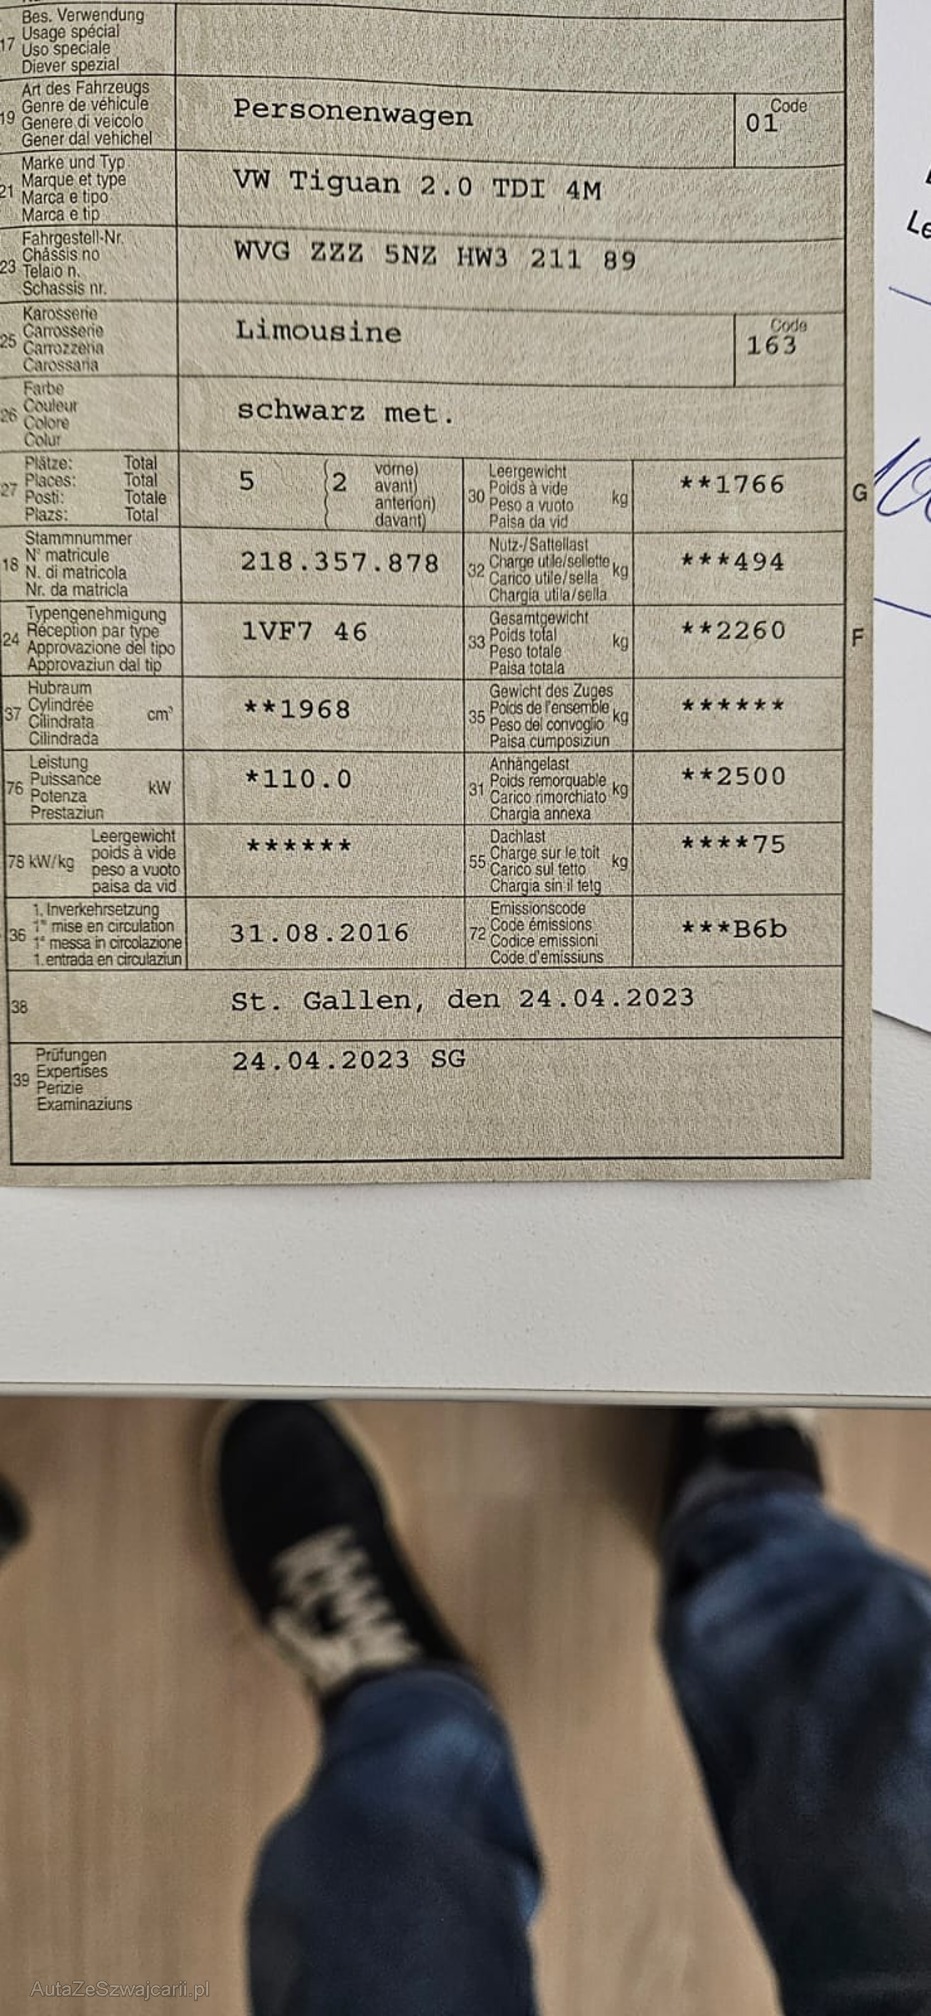 17 Bes. Verwendung
Usage spécial
Uso speciale
Diever spezial
19 Art des Fahrzeugs
Genre de véhicule
Genere di veicolo
Gener dal vehichel
Personenwagen
Code
01
21 Marke und Typ
Marque et type
Marca e tipo
Marca e tip
VW Tiguan 2.0 TDI 4M
23 Fahrgestell-Nr.
Châssis no
Telaio n.
Schassis nr.
WVG ZZZ 5NZ HW3 211 89
25 Karosserie
Carrosserie
Carrozzeria
Carossaria
Limousine
Code
163
26 Farbe
Couleur
Colore
Colur
schwarz met.
27 Plätze: Total
Places: Total
Posti: Totale
Plazs: Total
5 2 vorne)
avant)
anteriori)
davant)
30 Leergewicht
Poids à vide
Peso a vuoto
Paisa da vid
kg **1766 G
18 Stammnummer
N° matricule
N. di matricola
Nr. da matricla
218.357.878
32 Nutz-/Sattellast
Charge utile/sellette
Carico utile/sella
Chargia utila/sella
kg ***494
24 Typengenehmigung
Réception par type
Approvazione del tipo
Approvaziun dal tip
1VF7 46
33 Gesamtgewicht
Poids total
Peso totale
Paisa totala
kg **2260 F
37 Hubraum
Cylindrée
Cilindrata
Cilindrada
cm³ **1968
35 Gewicht des Zuges
Poids de l'ensemble
Peso del convoglio
Paisa cumposiziun
kg ******
76 Leistung
Puissance
Potenza
Prestaziun
kW *110.0
31 Anhängelast
Poids remorquable
Carico rimorchiato
Chargia annexa
kg **2500
78 kW/kg Leergewicht
poids à vide
peso a vuoto
paisa da vid
******
55 Dachlast
Charge sur le toit
Carico sul tetto
Chargia sin il tetg
kg ****75
36 1. Inverkehrsetzung
1re mise en circulation
1a messa in circolazione
1. entrada en circulaziun
31.08.2016
72 Emissionscode
Code émissions
Codice emissioni
Code d'emissiuns
***B6b
38 St. Gallen, den 24.04.2023
39 Prüfungen
Expertises
Perizie
Examinaziuns
24.04.2023 SG
Le
AutaZeSzwajcarii.pl